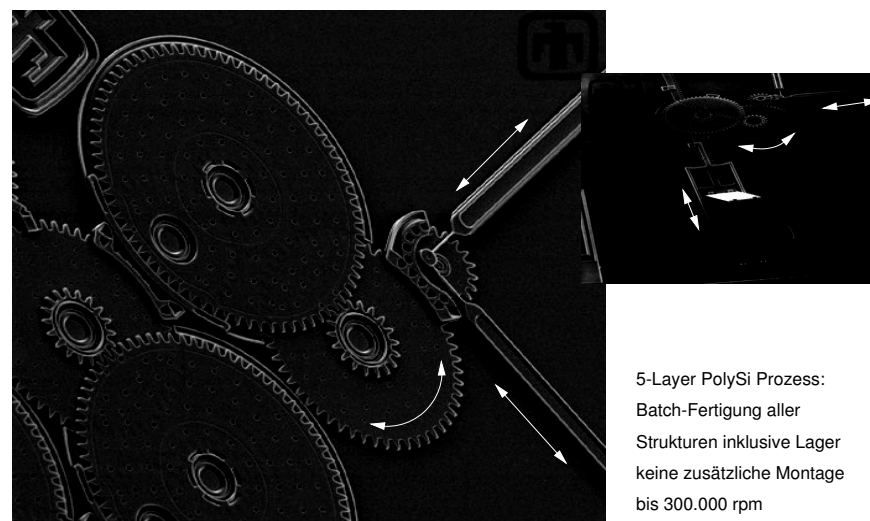 5-Layer PolySi Prozess:
Batch-Fertigung aller
Strukturen inklusive Lager
keine zusätzliche Montage
bis 300.000 rpm